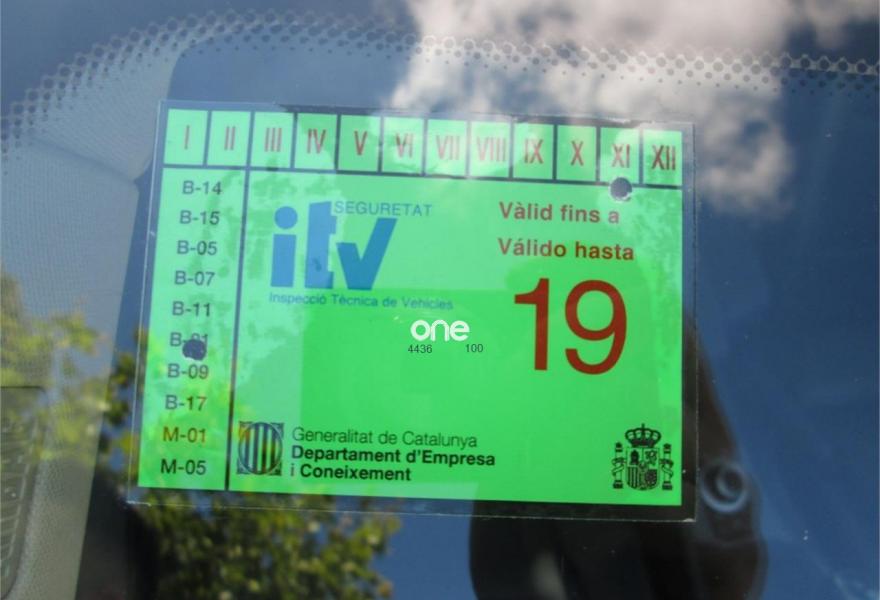 I II III IV V VI VII VIII IX X XI XII
B-14
B-15
B-05
B-07
B-11
B-09
B-17
M-01
M-05
SEGURETAT
itv
Inspecció Tècnica de Vehicles
Vàlid fins a
Válido hasta
19
one
4436 100
Generalitat de Catalunya
Departament d'Empresa
i Coneixement